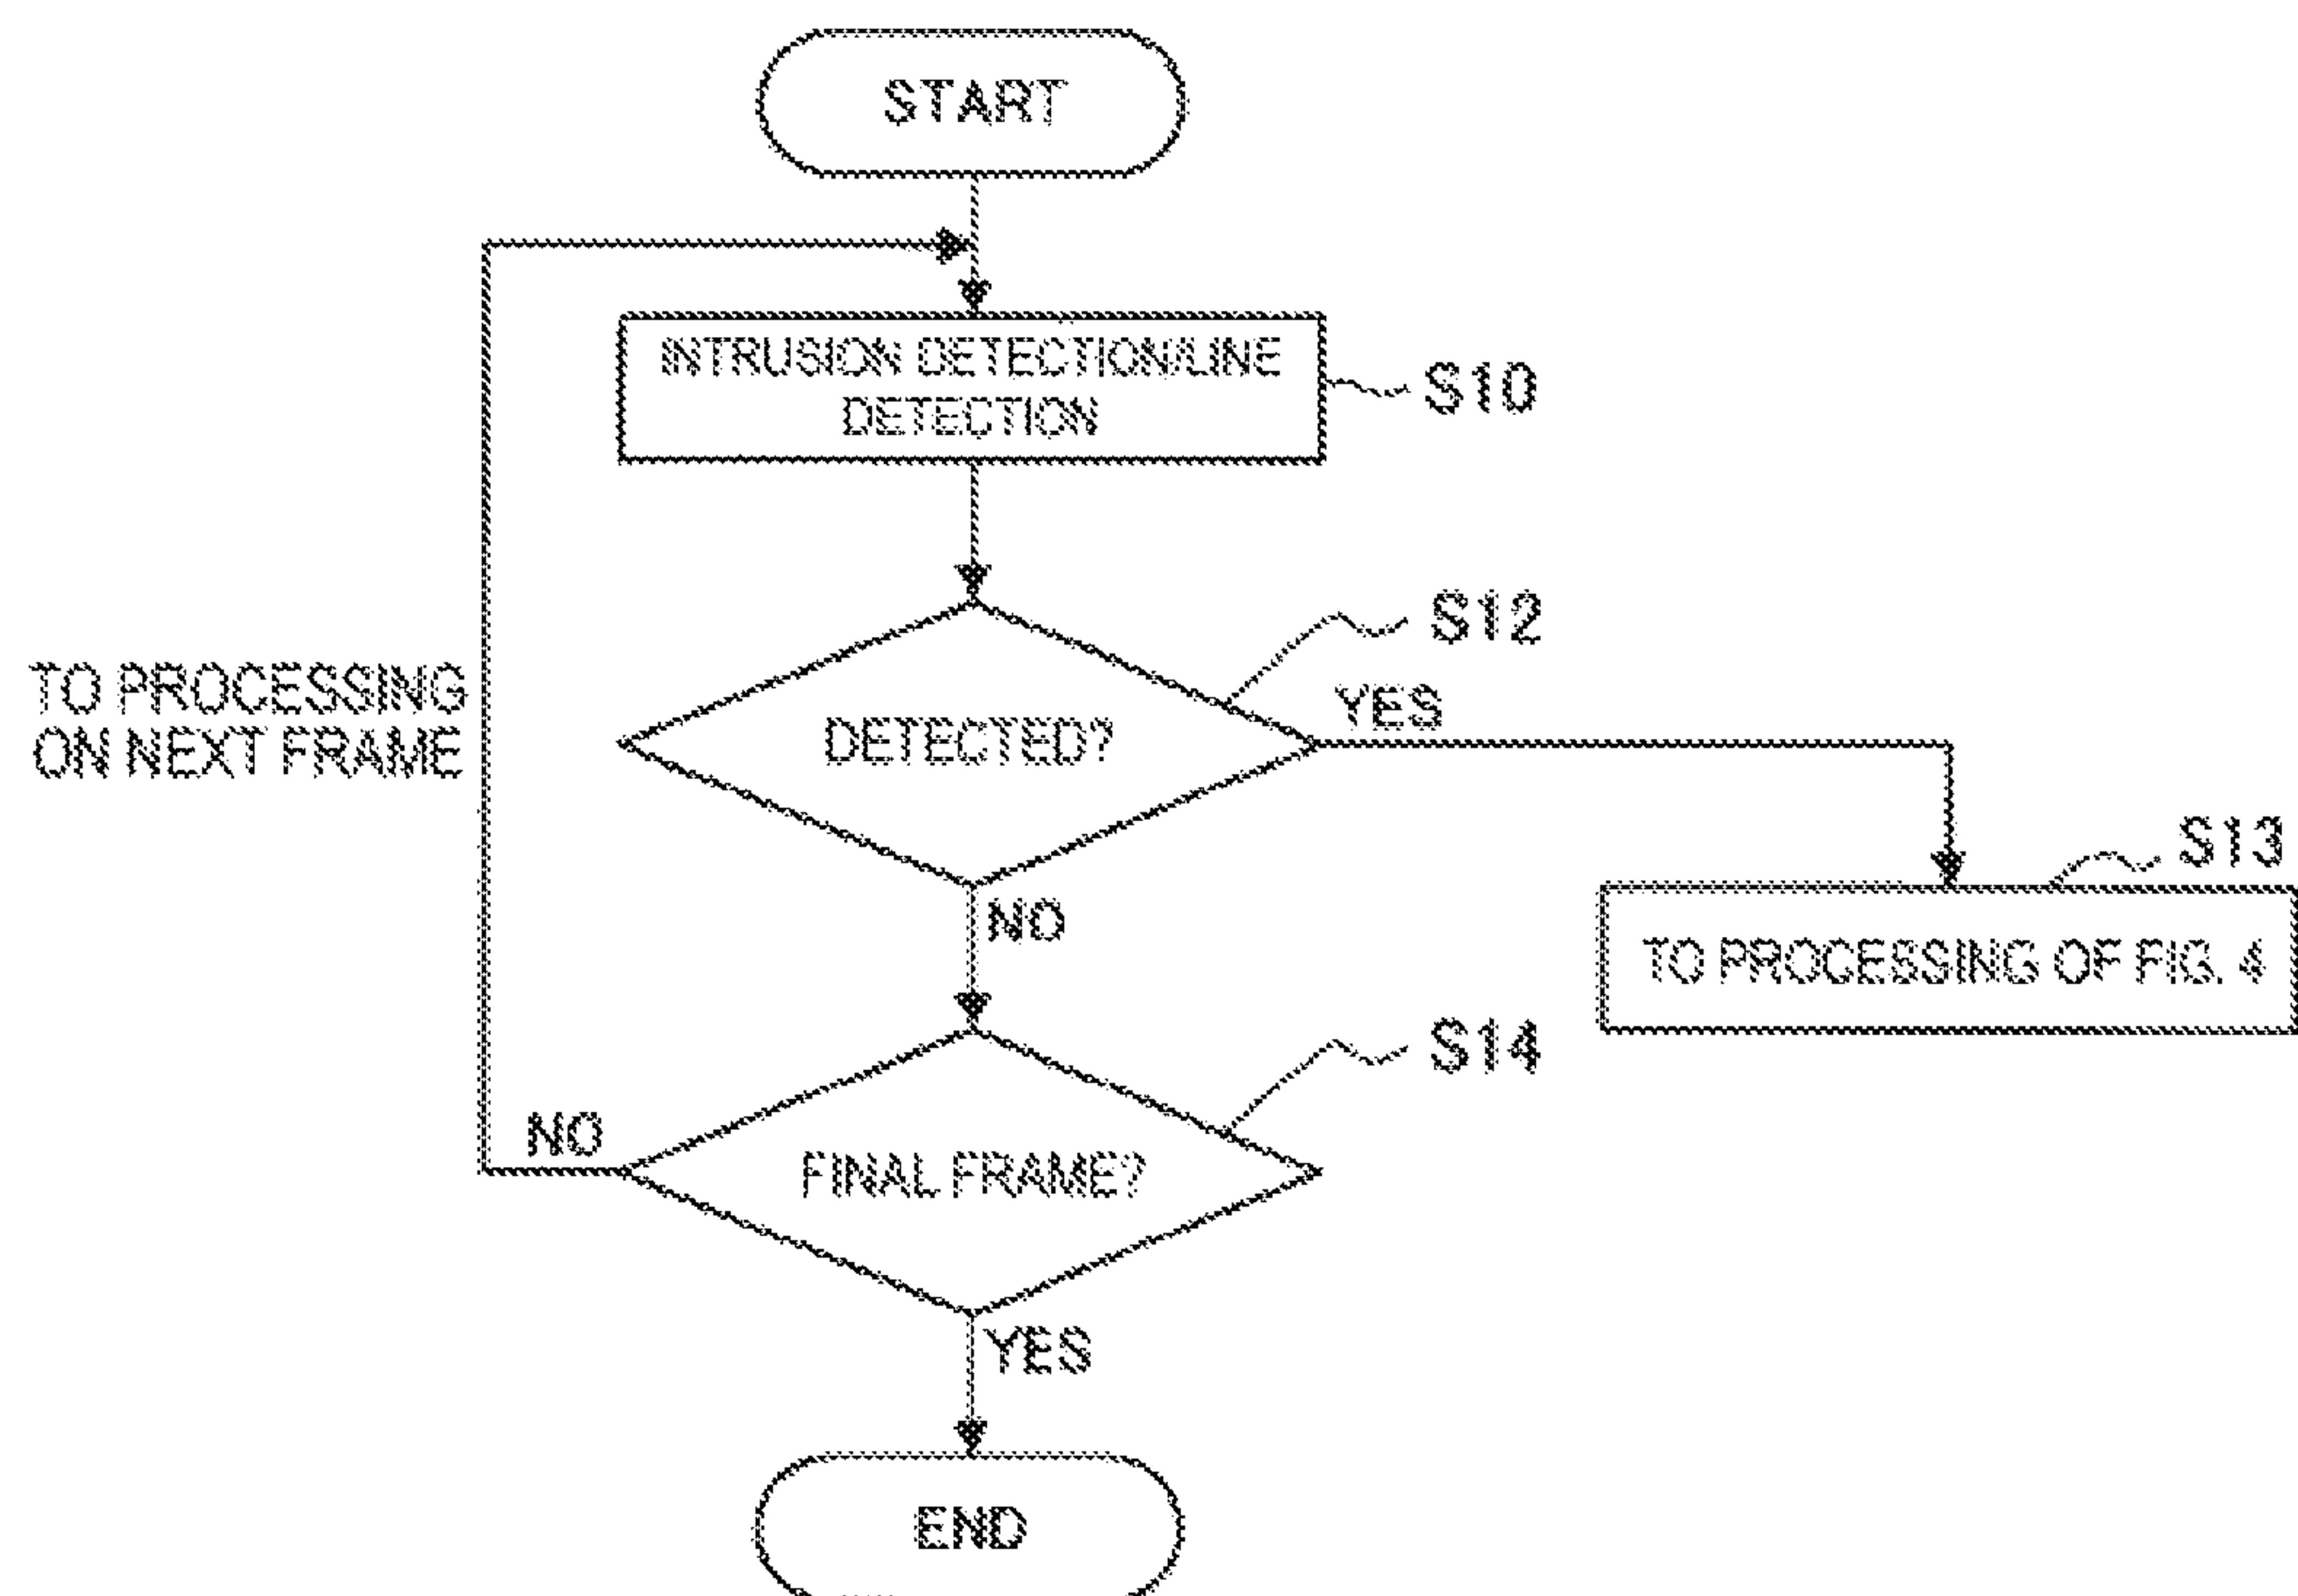 START
INTRUSION DETECTION/LINE
DETECTION
S10
S12
YES
DETECTED?
TO PROCESSING
ON NEXT FRAME
S13
TO PROCESSING OF FIG. 4
NO
S14
NO
FINAL FRAME?
YES
END